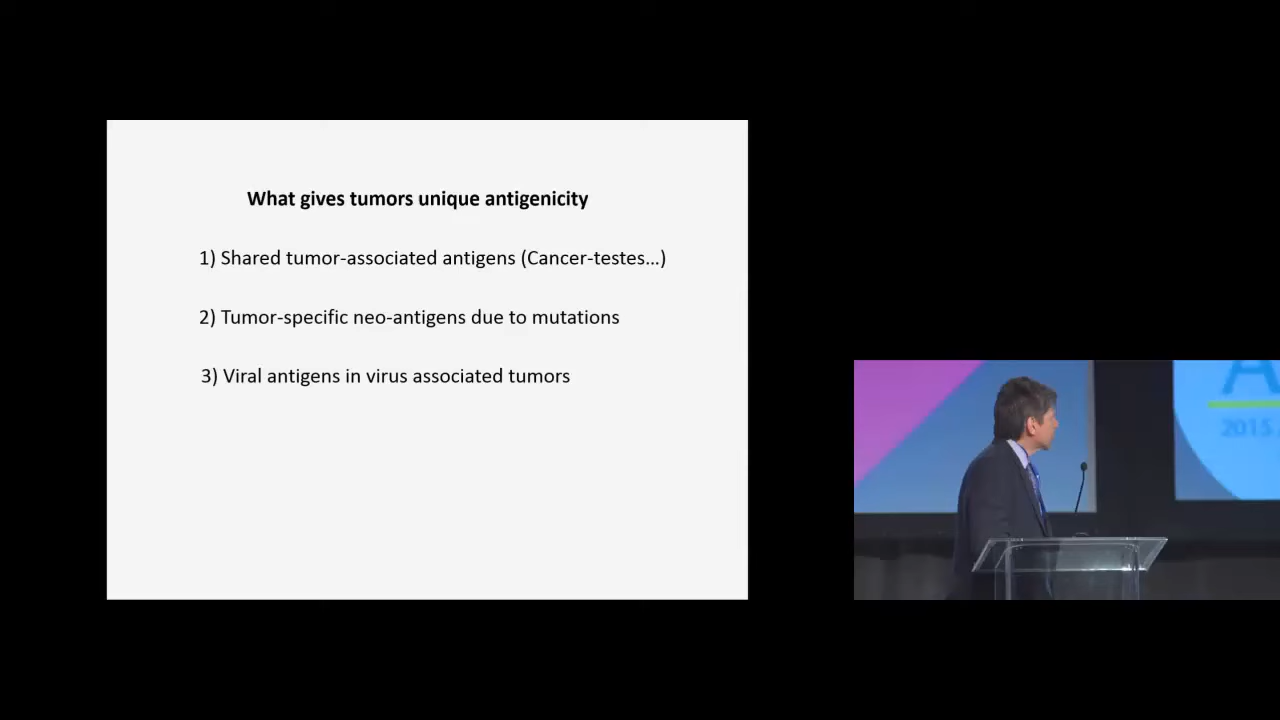 What gives tumors unique antigenicity
1) Shared tumor-associated antigens (Cancer-testes...)
2) Tumor-specific neo-antigens due to mutations
3) Viral antigens in virus associated tumors
A
2015